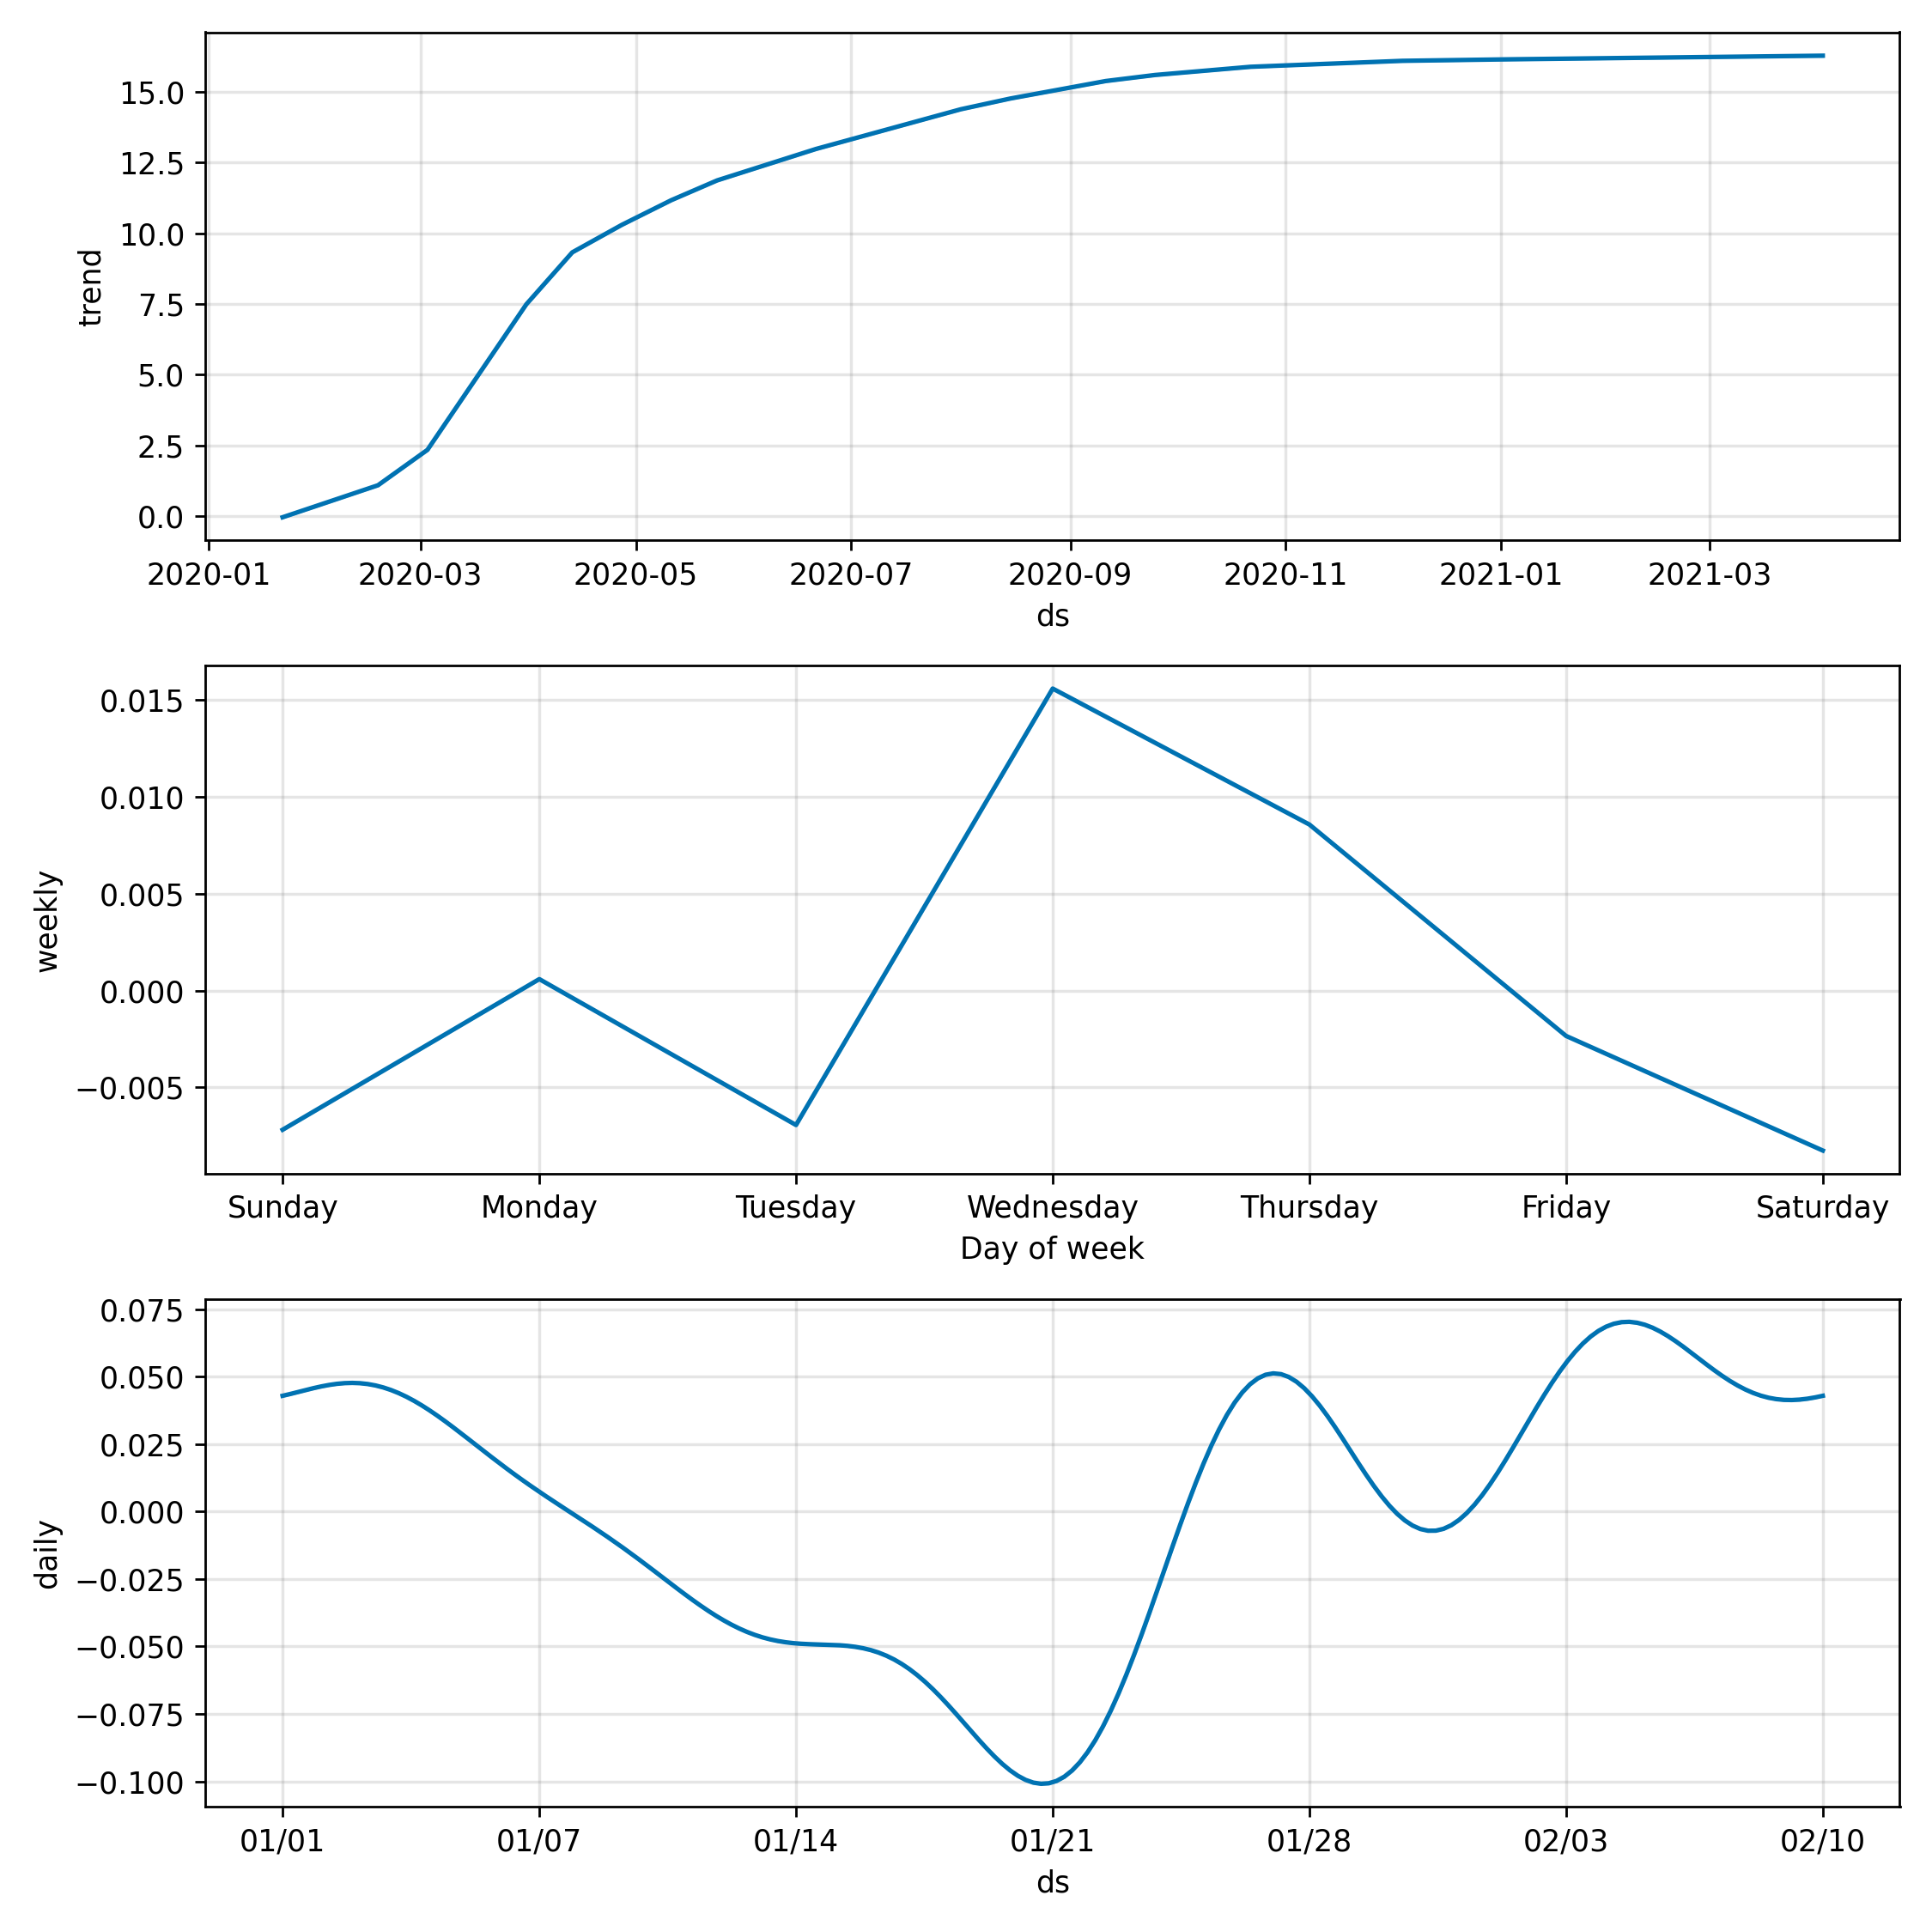 15.0
12.5
10.0
7.5
5.0
2.5
0.0
trend
2020-01 2020-03 2020-05 2020-07 2020-09 2020-11 2021-01 2021-03
ds
0.015
0.010
0.005
0.000
−0.005
weekly
Sunday Monday Tuesday Wednesday Thursday Friday Saturday
Day of week
0.075
0.050
0.025
0.000
−0.025
−0.050
−0.075
−0.100
daily
01/01 01/07 01/14 01/21 01/28 02/03 02/10
ds